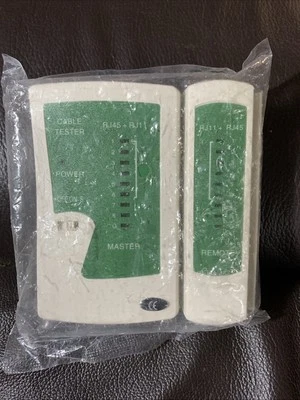 CABLE
TESTER
RJ45 - RJ11
POWER
MASTER
RJ11 - RJ45
REMOTE
CE